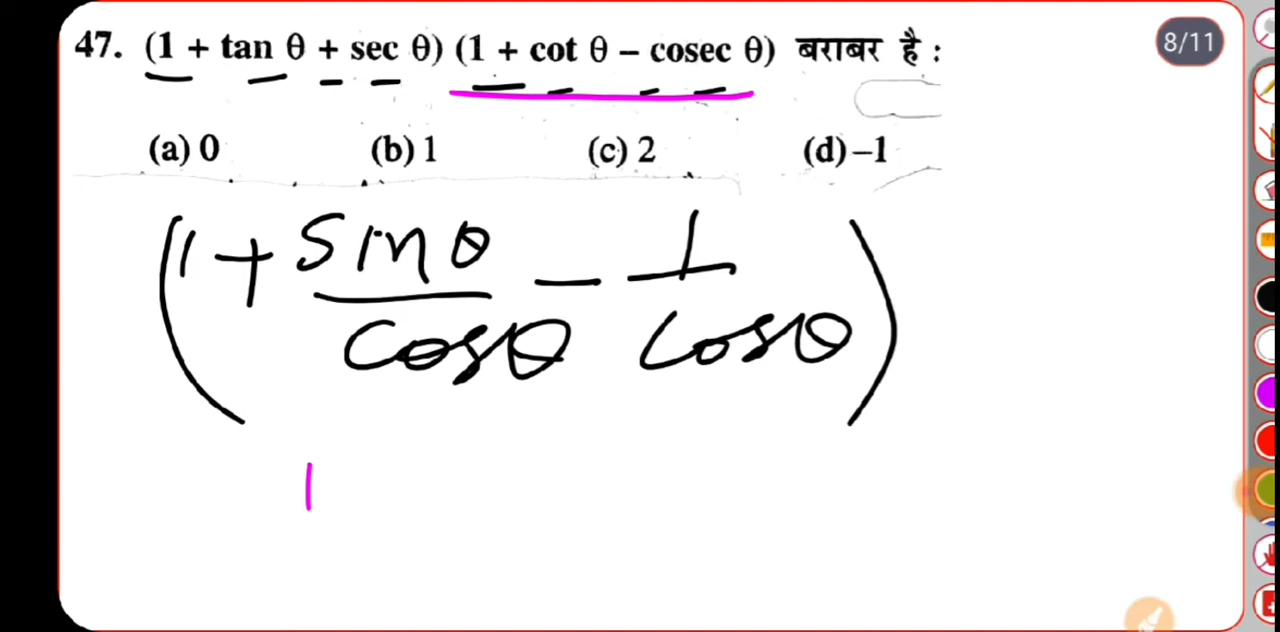 47. (1 + tan θ + sec θ) (1 + cot θ − cosec θ) बराबर है :
8/11
(a) 0 (b) 1 (c) 2 (d) –1
(1 + sinθ/cosθ − 1/cosθ)
1